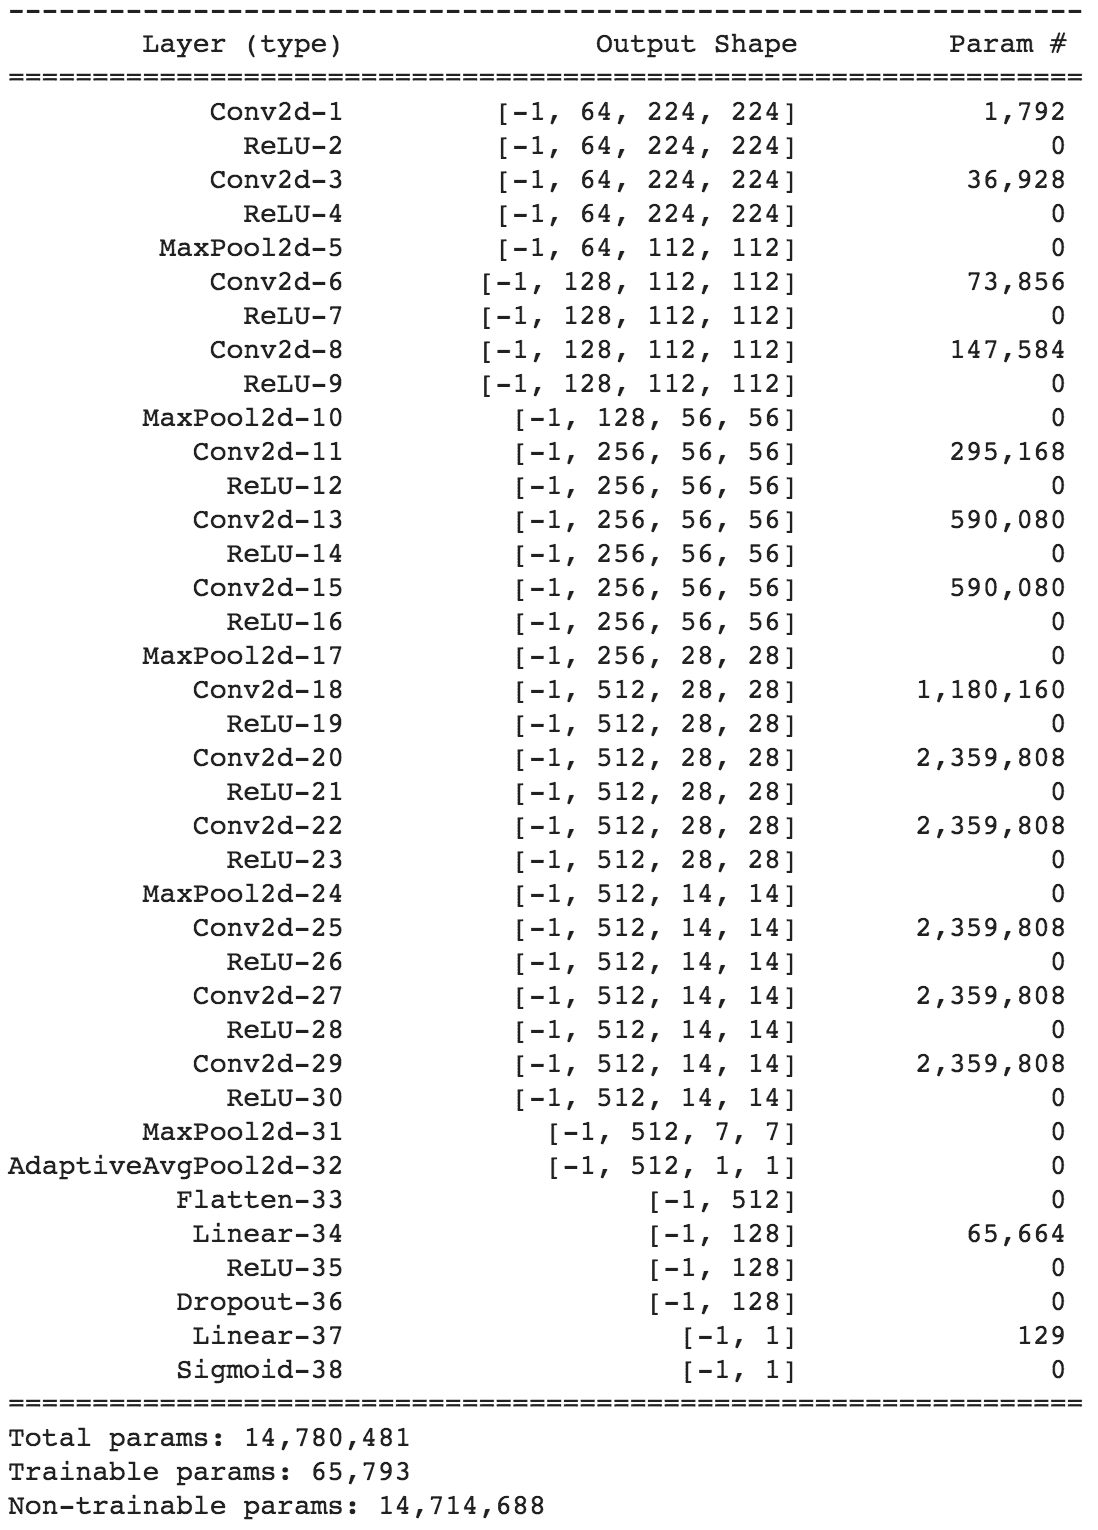 ----------------------------------------------------------------
Layer (type) Output Shape Param #
================================================================
Conv2d-1 [-1, 64, 224, 224] 1,792
ReLU-2 [-1, 64, 224, 224] 0
Conv2d-3 [-1, 64, 224, 224] 36,928
ReLU-4 [-1, 64, 224, 224] 0
MaxPool2d-5 [-1, 64, 112, 112] 0
Conv2d-6 [-1, 128, 112, 112] 73,856
ReLU-7 [-1, 128, 112, 112] 0
Conv2d-8 [-1, 128, 112, 112] 147,584
ReLU-9 [-1, 128, 112, 112] 0
MaxPool2d-10 [-1, 128, 56, 56] 0
Conv2d-11 [-1, 256, 56, 56] 295,168
ReLU-12 [-1, 256, 56, 56] 0
Conv2d-13 [-1, 256, 56, 56] 590,080
ReLU-14 [-1, 256, 56, 56] 0
Conv2d-15 [-1, 256, 56, 56] 590,080
ReLU-16 [-1, 256, 56, 56] 0
MaxPool2d-17 [-1, 256, 28, 28] 0
Conv2d-18 [-1, 512, 28, 28] 1,180,160
ReLU-19 [-1, 512, 28, 28] 0
Conv2d-20 [-1, 512, 28, 28] 2,359,808
ReLU-21 [-1, 512, 28, 28] 0
Conv2d-22 [-1, 512, 28, 28] 2,359,808
ReLU-23 [-1, 512, 28, 28] 0
MaxPool2d-24 [-1, 512, 14, 14] 0
Conv2d-25 [-1, 512, 14, 14] 2,359,808
ReLU-26 [-1, 512, 14, 14] 0
Conv2d-27 [-1, 512, 14, 14] 2,359,808
ReLU-28 [-1, 512, 14, 14] 0
Conv2d-29 [-1, 512, 14, 14] 2,359,808
ReLU-30 [-1, 512, 14, 14] 0
MaxPool2d-31 [-1, 512, 7, 7] 0
AdaptiveAvgPool2d-32 [-1, 512, 1, 1] 0
Flatten-33 [-1, 512] 0
Linear-34 [-1, 128] 65,664
ReLU-35 [-1, 128] 0
Dropout-36 [-1, 128] 0
Linear-37 [-1, 1] 129
Sigmoid-38 [-1, 1] 0
================================================================
Total params: 14,780,481
Trainable params: 65,793
Non-trainable params: 14,714,688